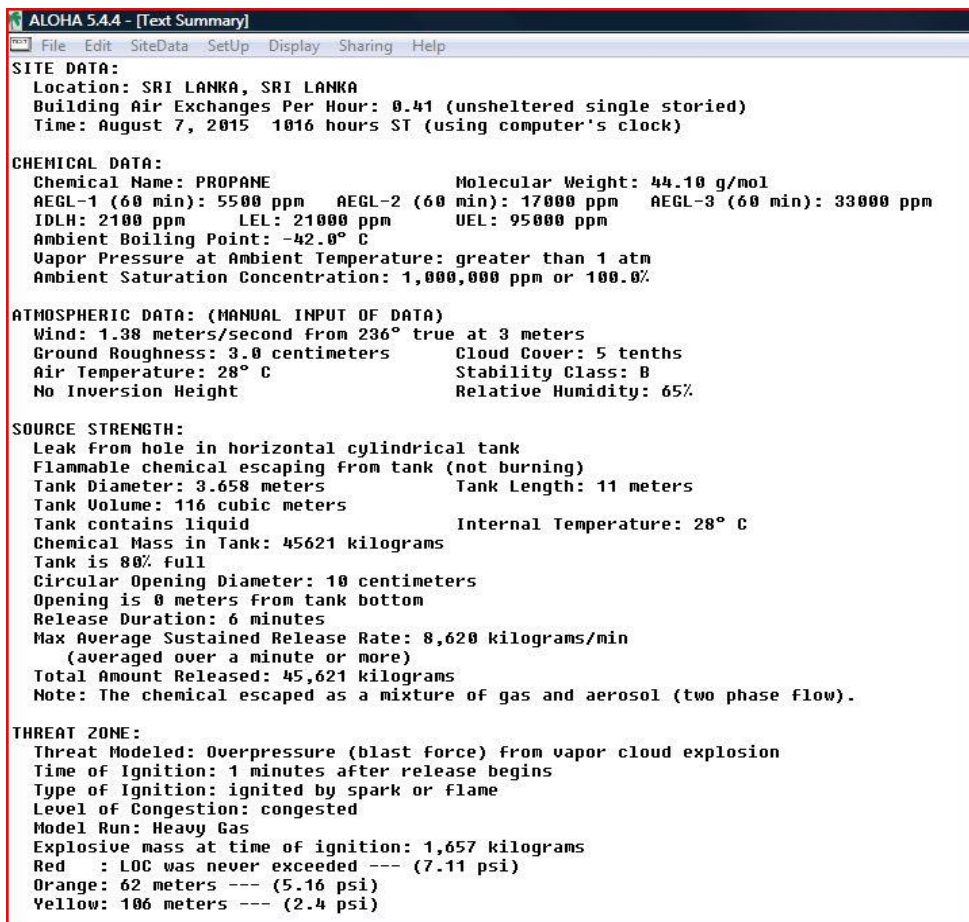 ALOHA 5.4.4 - [Text Summary]
File Edit SiteData SetUp Display Sharing Help
SITE DATA:
Location: SRI LANKA, SRI LANKA
Building Air Exchanges Per Hour: 0.41 (unsheltered single storied)
Time: August 7, 2015 1016 hours ST (using computer's clock)
CHEMICAL DATA:
Chemical Name: PROPANE Molecular Weight: 44.10 g/mol
AEGL-1 (60 min): 5500 ppm AEGL-2 (60 min): 17000 ppm AEGL-3 (60 min): 33000 ppm
IDLH: 2100 ppm LEL: 21000 ppm UEL: 95000 ppm
Ambient Boiling Point: -42.0° C
Vapor Pressure at Ambient Temperature: greater than 1 atm
Ambient Saturation Concentration: 1,000,000 ppm or 100.0%
ATMOSPHERIC DATA: (MANUAL INPUT OF DATA)
Wind: 1.38 meters/second from 236° true at 3 meters
Ground Roughness: 3.0 centimeters Cloud Cover: 5 tenths
Air Temperature: 28° C Stability Class: B
No Inversion Height Relative Humidity: 65%
SOURCE STRENGTH:
Leak from hole in horizontal cylindrical tank
Flammable chemical escaping from tank (not burning)
Tank Diameter: 3.658 meters Tank Length: 11 meters
Tank Volume: 116 cubic meters
Tank contains liquid Internal Temperature: 28° C
Chemical Mass in Tank: 45621 kilograms
Tank is 80% full
Circular Opening Diameter: 10 centimeters
Opening is 0 meters from tank bottom
Release Duration: 6 minutes
Max Average Sustained Release Rate: 8,620 kilograms/min
(averaged over a minute or more)
Total Amount Released: 45,621 kilograms
Note: The chemical escaped as a mixture of gas and aerosol (two phase flow).
THREAT ZONE:
Threat Modeled: Overpressure (blast force) from vapor cloud explosion
Time of Ignition: 1 minutes after release begins
Type of Ignition: ignited by spark or flame
Level of Congestion: congested
Model Run: Heavy Gas
Explosive mass at time of ignition: 1,657 kilograms
Red : LOC was never exceeded --- (7.11 psi)
Orange: 62 meters --- (5.16 psi)
Yellow: 106 meters --- (2.4 psi)